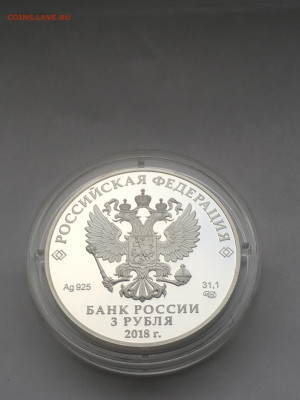 COINS.LAVE.RU
РОССИЙСКАЯ ФЕДЕРАЦИЯ
Ag 925
31,1
БАНК РОССИИ
3 РУБЛЯ
2018 г.